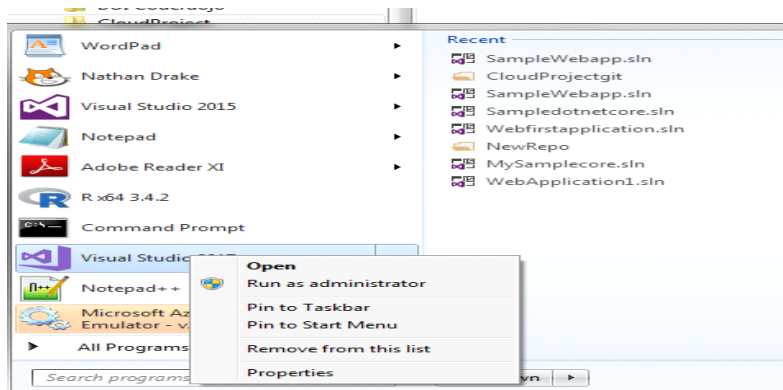 WordPad
Nathan Drake
Visual Studio 2015
Notepad
Adobe Reader XI
R x64 3.4.2
Command Prompt
Visual Studio
Notepad++
Microsoft Az
Emulator - v.
All Programs
Search programs
Recent
SampleWebapp.sln
CloudProjectgit
SampleWebapp.sln
Sampledotnetcore.sln
Webfirstapplication.sln
NewRepo
MySamplecore.sln
WebApplication1.sln
Open
Run as administrator
Pin to Taskbar
Pin to Start Menu
Remove from this list
Properties
vn